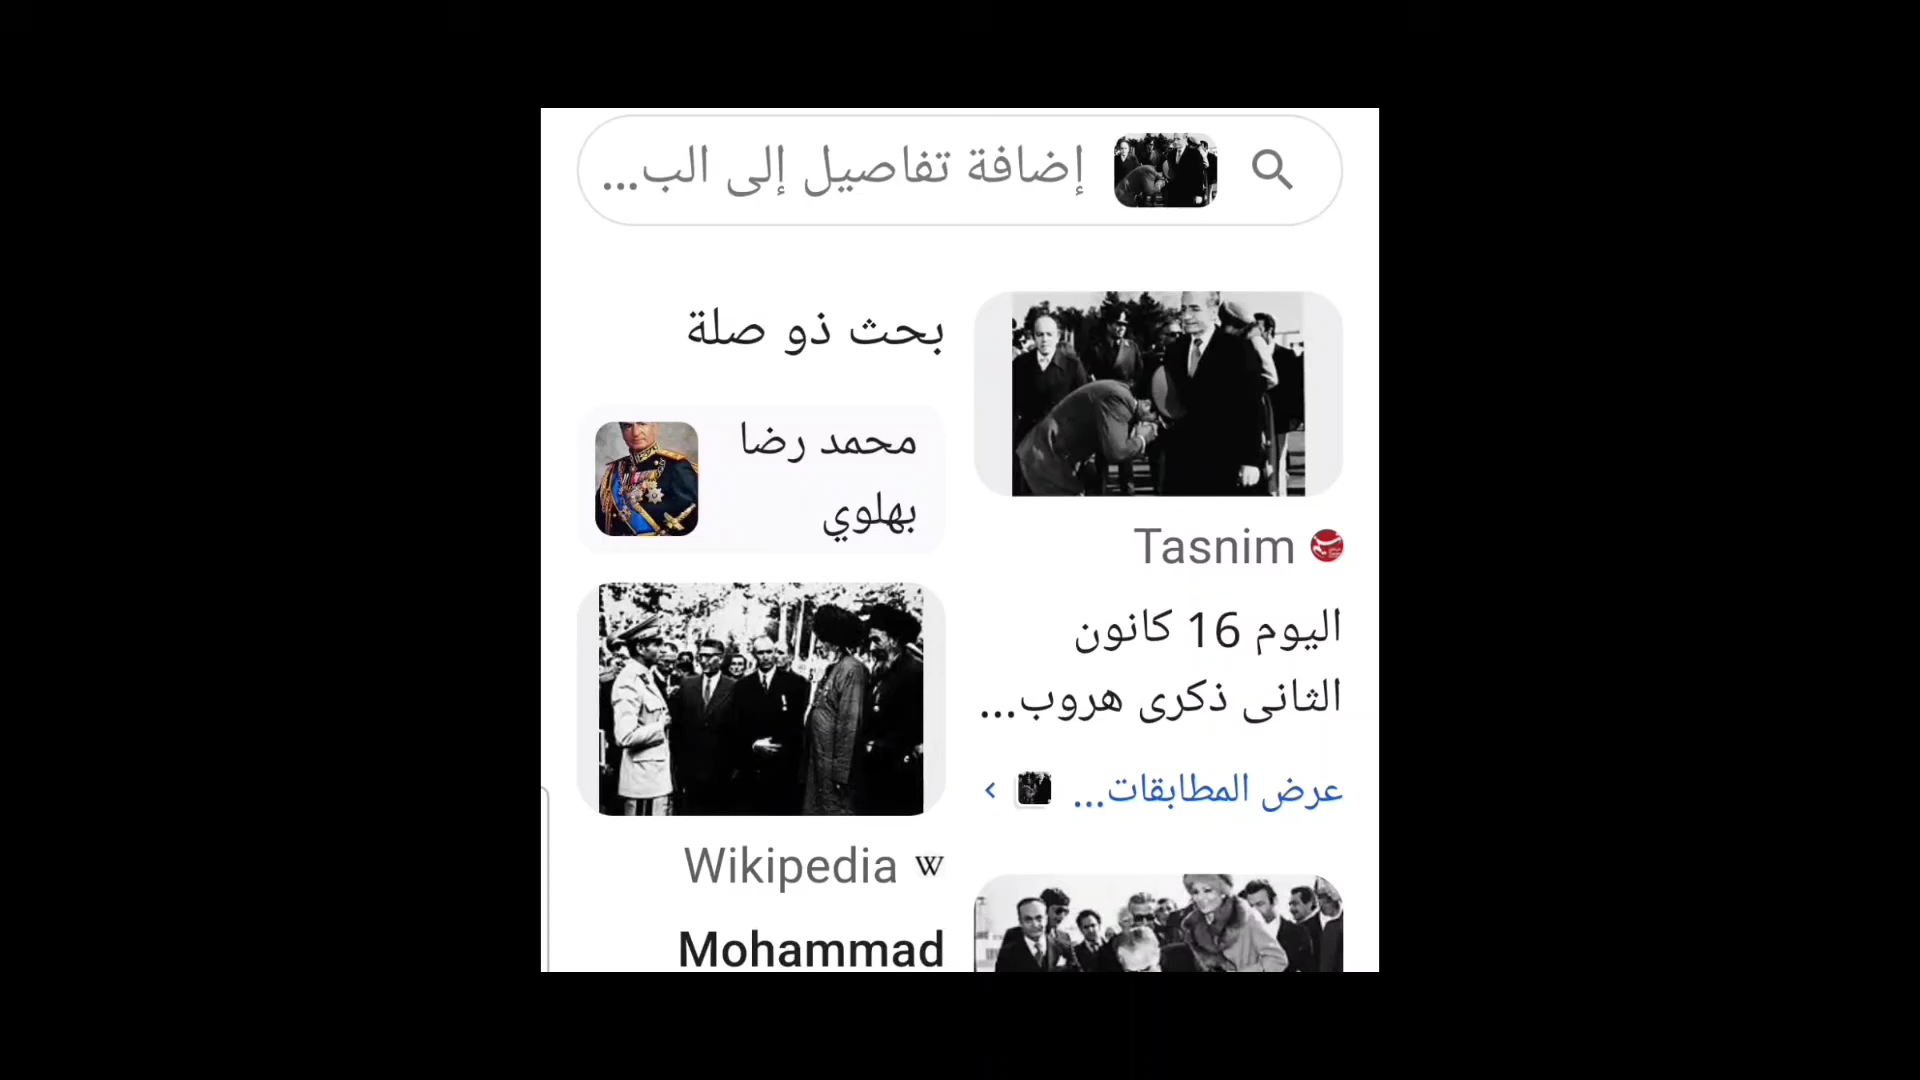 إضافة تفاصيل إلى الب...
بحث ذو صلة
محمد رضا
بهلوي
Tasnim
اليوم 16 كانون
الثانی ذكرى هروب...
عرض المطابقات...
Wikipedia
Mohammad